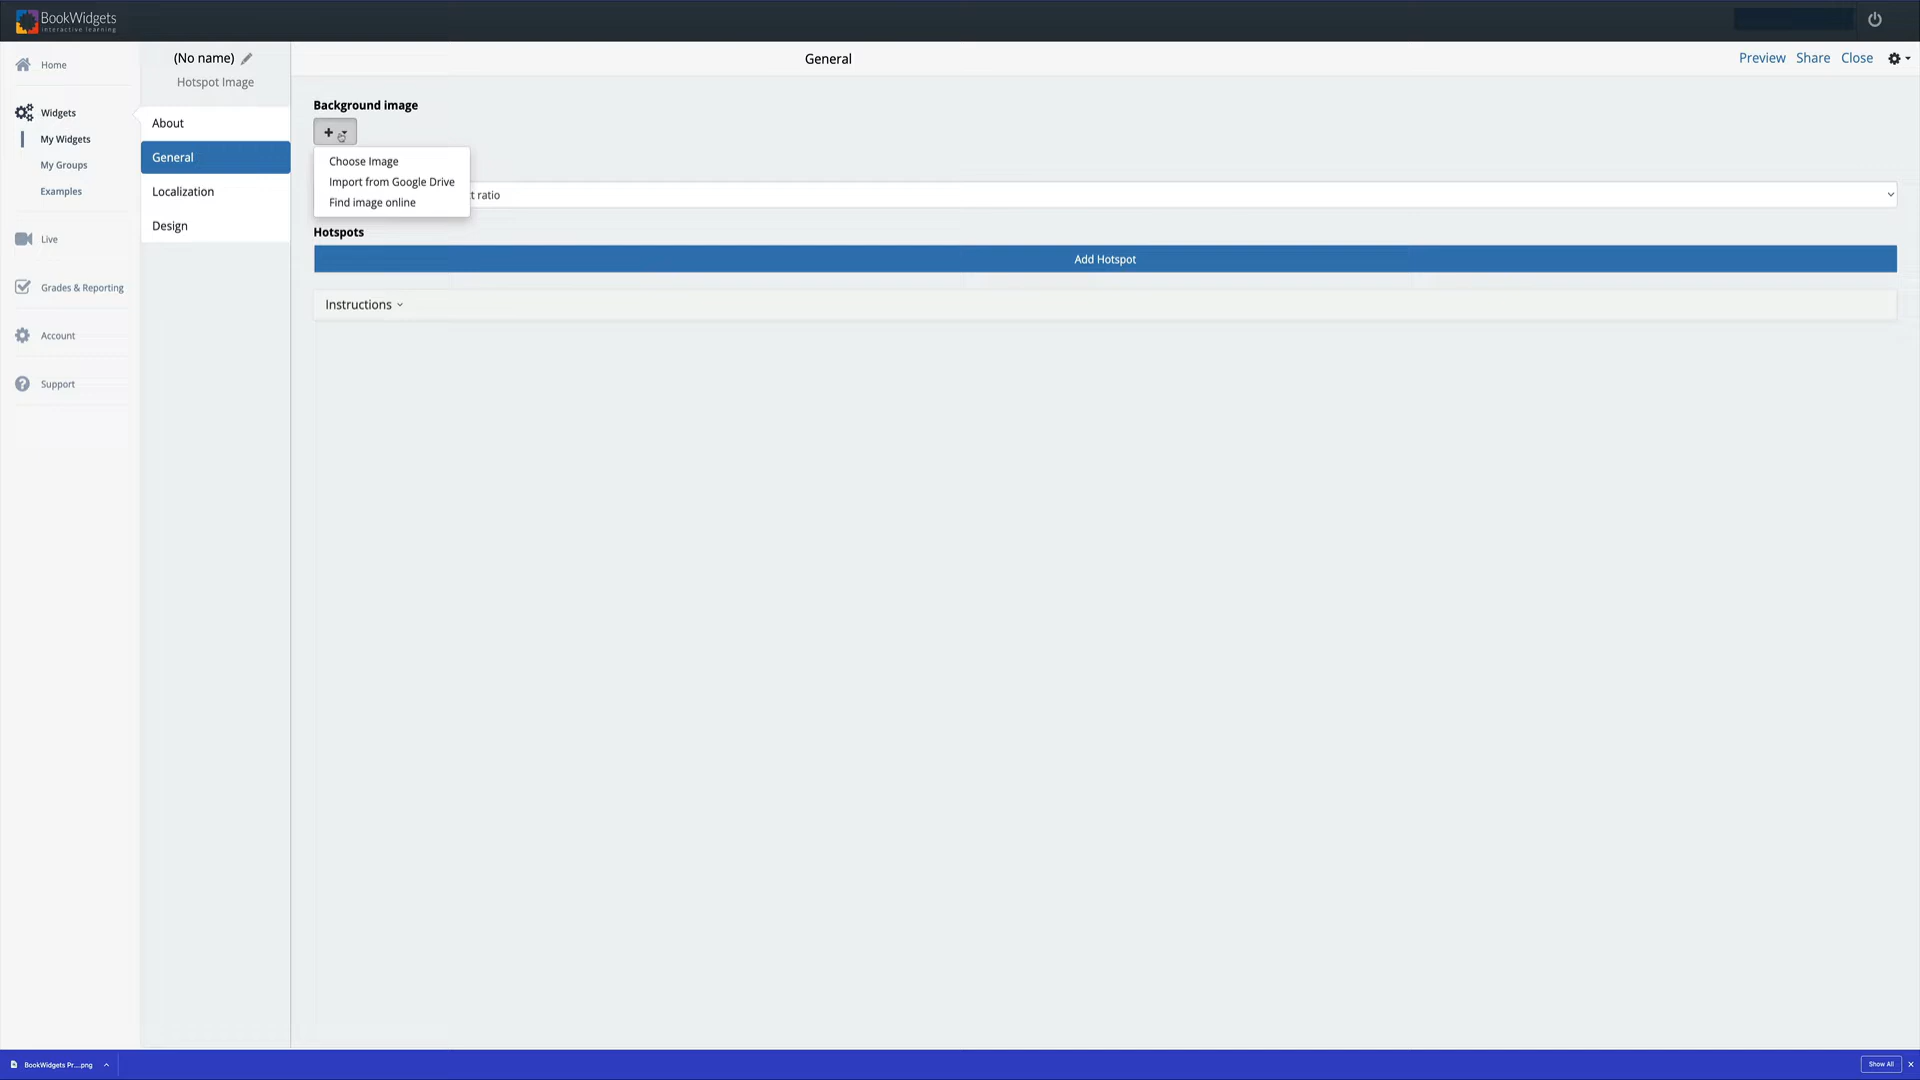 BookWidgets
interactive learning
Home
Widgets
My Widgets
My Groups
Examples
Live
Grades & Reporting
Account
Support
(No name)
Hotspot Image
About
General
Localization
Design
General
Preview Share Close
Background image
+
Choose Image
Import from Google Drive
Find image online
t ratio
Hotspots
Add Hotspot
Instructions
BookWidgets Pr....png
Show All